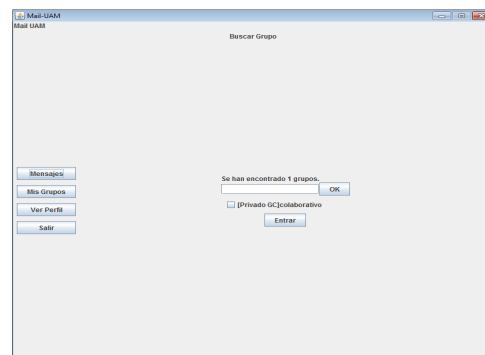 Mail-UAM
Mail UAM
Buscar Grupo
Mensajes
Mis Grupos
Ver Perfil
Salir
Se han encontrado 1 grupos.
OK
[Privado GC]colaborativo
Entrar